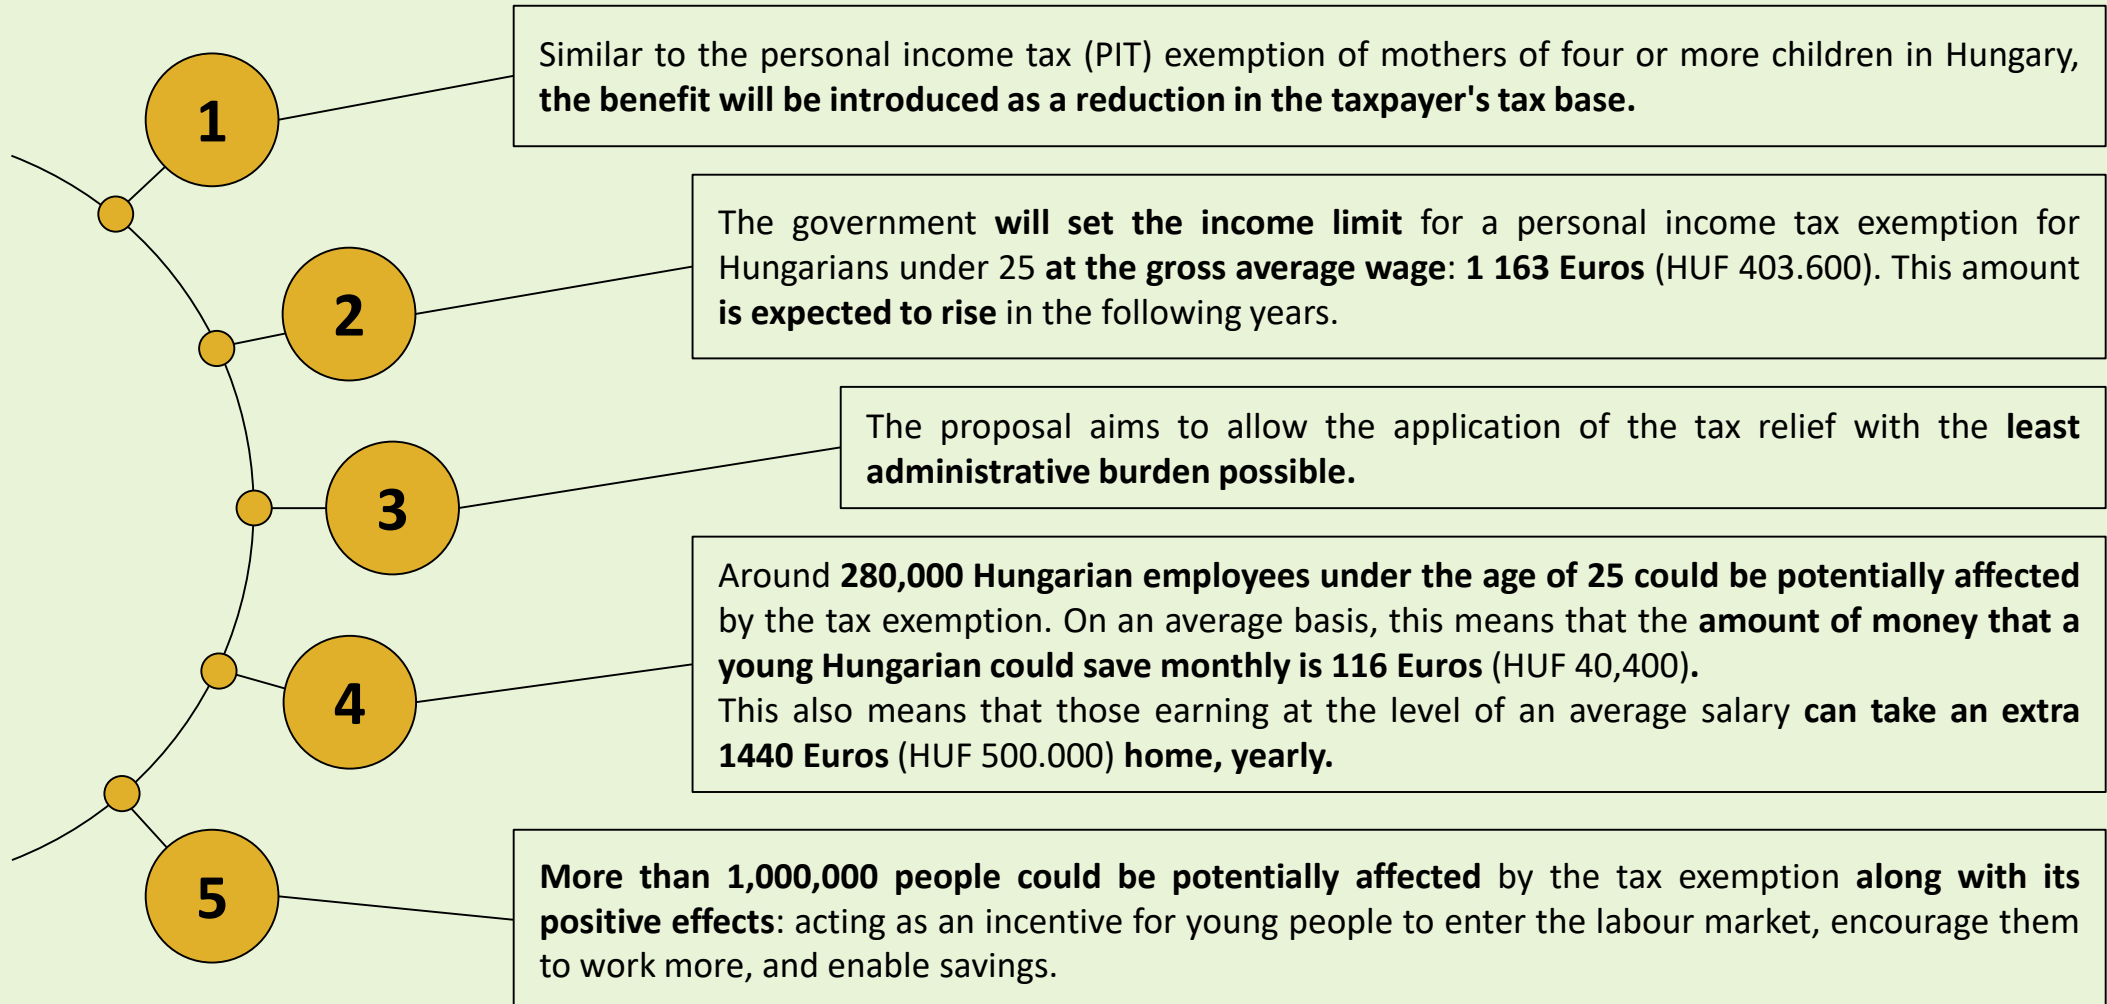 1
Similar to the personal income tax (PIT) exemption of mothers of four or more children in Hungary,
the benefit will be introduced as a reduction in the taxpayer's tax base.
2
The government will set the income limit for a personal income tax exemption for
Hungarians under 25 at the gross average wage: 1 163 Euros (HUF 403.600). This amount
is expected to rise in the following years.
3
The proposal aims to allow the application of the tax relief with the least
administrative burden possible.
4
Around 280,000 Hungarian employees under the age of 25 could be potentially affected
by the tax exemption. On an average basis, this means that the amount of money that a
young Hungarian could save monthly is 116 Euros (HUF 40,400).
This also means that those earning at the level of an average salary can take an extra
1440 Euros (HUF 500.000) home, yearly.
5
More than 1,000,000 people could be potentially affected by the tax exemption along with its
positive effects: acting as an incentive for young people to enter the labour market, encourage them
to work more, and enable savings.